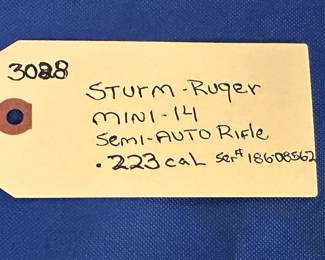 3028
Sturm-Ruger
mini-14
Semi-Auto Rifle
.223 cal ser# 18608562